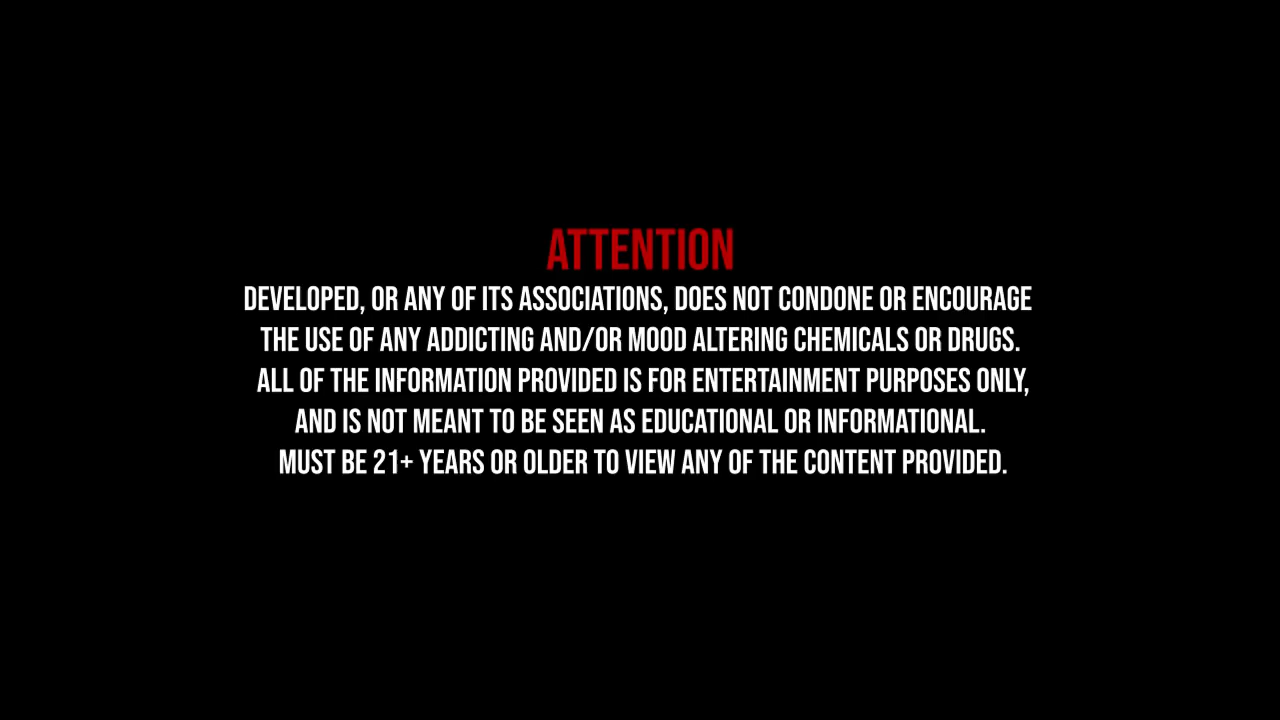 ATTENTION
DEVELOPED, OR ANY OF ITS ASSOCIATIONS, DOES NOT CONDONE OR ENCOURAGE
THE USE OF ANY ADDICTING AND/OR MOOD ALTERING CHEMICALS OR DRUGS.
ALL OF THE INFORMATION PROVIDED IS FOR ENTERTAINMENT PURPOSES ONLY,
AND IS NOT MEANT TO BE SEEN AS EDUCATIONAL OR INFORMATIONAL.
MUST BE 21+ YEARS OR OLDER TO VIEW ANY OF THE CONTENT PROVIDED.